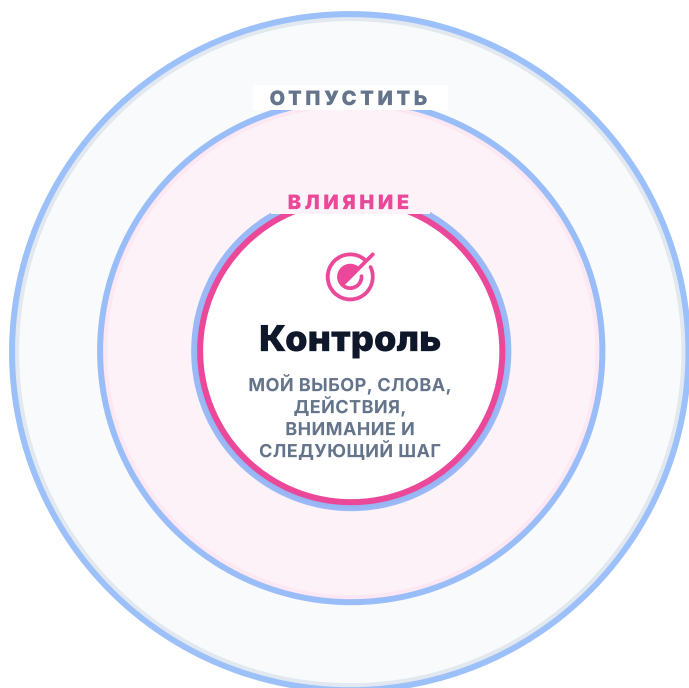 ОТПУСТИТЬ
ВЛИЯНИЕ
Контроль
МОЙ ВЫБОР, СЛОВА,
ДЕЙСТВИЯ,
ВНИМАНИЕ И
СЛЕДУЮЩИЙ ШАГ